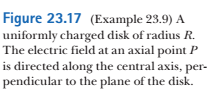 Figure 23.17 (Example 23.9) A
uniformly charged disk of radius R.
The electric field at an axial point P
is directed along the central axis, per-
pendicular to the plane of the disk.